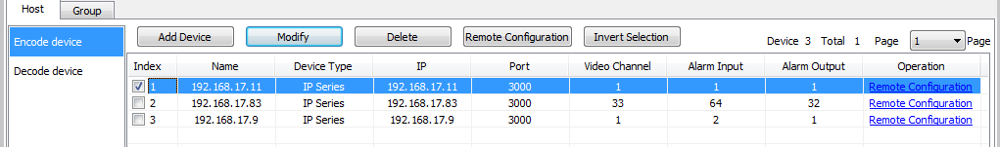 Host Group
Encode device
Decode device
Add Device Modify Delete Remote Configuration Invert Selection Device 3 Total 1 Page 1 Page
Index Name Device Type IP Port Video Channel Alarm Input Alarm Output Operation
1 192.168.17.11 IP Series 192.168.17.11 3000 1 1 1 Remote Configuration
2 192.168.17.83 IP Series 192.168.17.83 3000 33 64 32 Remote Configuration
3 192.168.17.9 IP Series 192.168.17.9 3000 1 2 1 Remote Configuration